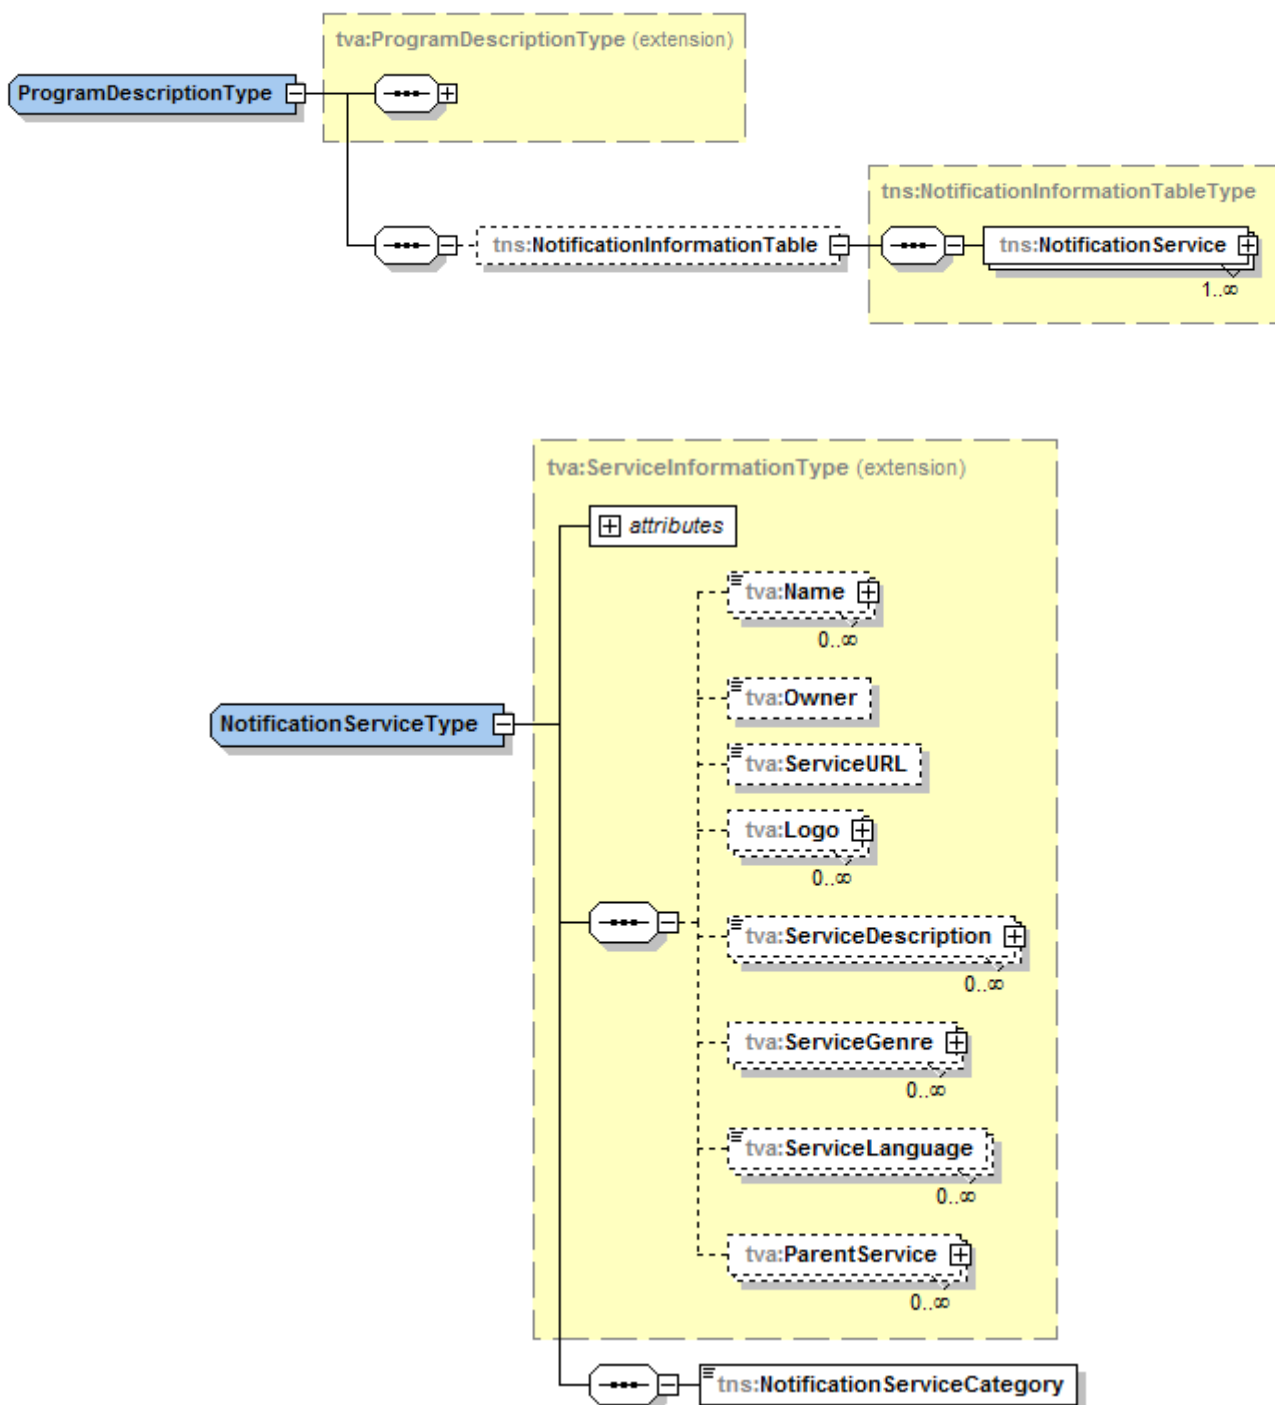 tva:ProgramDescriptionType (extension)
ProgramDescriptionType
tns:NotificationInformationTableType
tns:NotificationInformationTable
tns:NotificationService
1..∞
tva:ServiceInformationType (extension)
attributes
tva:Name
0..∞
tva:Owner
NotificationServiceType
tva:ServiceURL
tva:Logo
0..∞
tva:ServiceDescription
0..∞
tva:ServiceGenre
0..∞
tva:ServiceLanguage
0..∞
tva:ParentService
0..∞
tns:NotificationServiceCategory